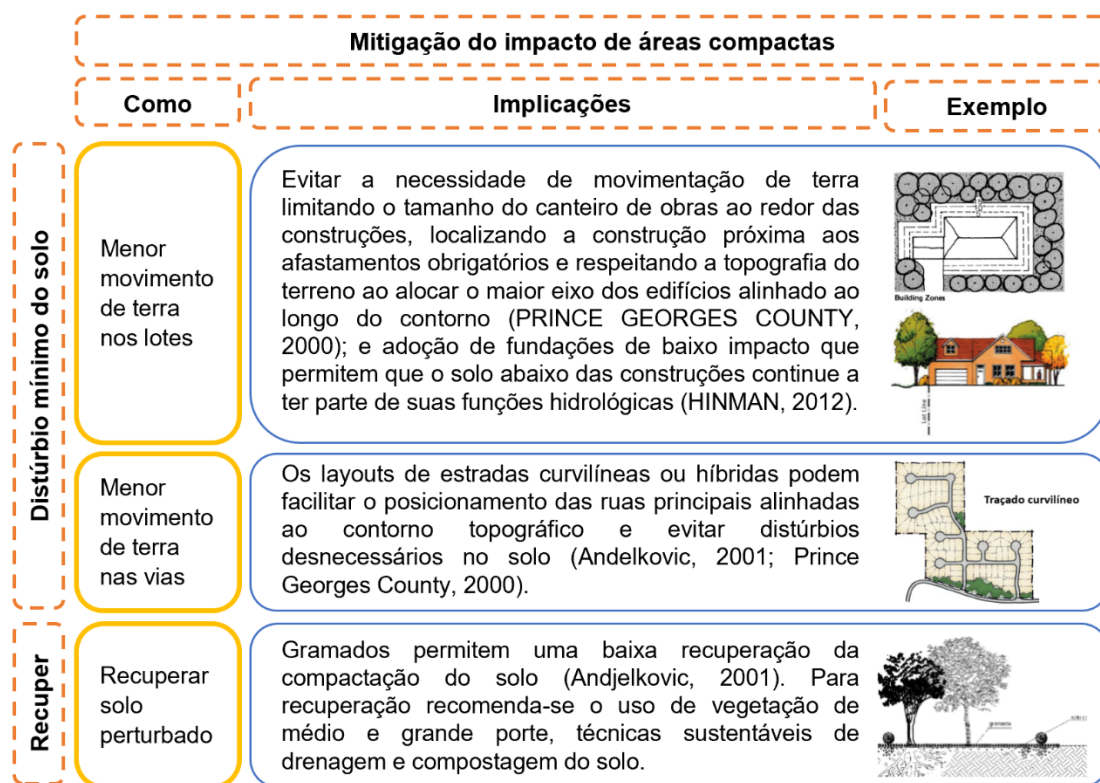 Mitigação do impacto de áreas compactas
Como
Implicações
Exemplo
Distúrbio mínimo do solo
Menor
movimento
de terra
nos lotes
Evitar a necessidade de movimentação de terra
limitando o tamanho do canteiro de obras ao redor das
construções, localizando a construção próxima aos
afastamentos obrigatórios e respeitando a topografia do
terreno ao alocar o maior eixo dos edifícios alinhado ao
longo do contorno (PRINCE GEORGES COUNTY,
2000); e adoção de fundações de baixo impacto que
permitem que o solo abaixo das construções continue a
ter parte de suas funções hidrológicas (HINMAN, 2012).
Building Zones
Lot Line
Menor
movimento
de terra
nas vias
Os layouts de estradas curvilíneas ou híbridas podem
facilitar o posicionamento das ruas principais alinhadas
ao contorno topográfico e evitar distúrbios
desnecessários no solo (Andelkovic, 2001; Prince
Georges County, 2000).
Traçado curvilíneo
Recuper
Recuperar
solo
perturbado
Gramados permitem uma baixa recuperação da
compactação do solo (Andjelkovic, 2001). Para
recuperação recomenda-se o uso de vegetação de
médio e grande porte, técnicas sustentáveis de
drenagem e compostagem do solo.